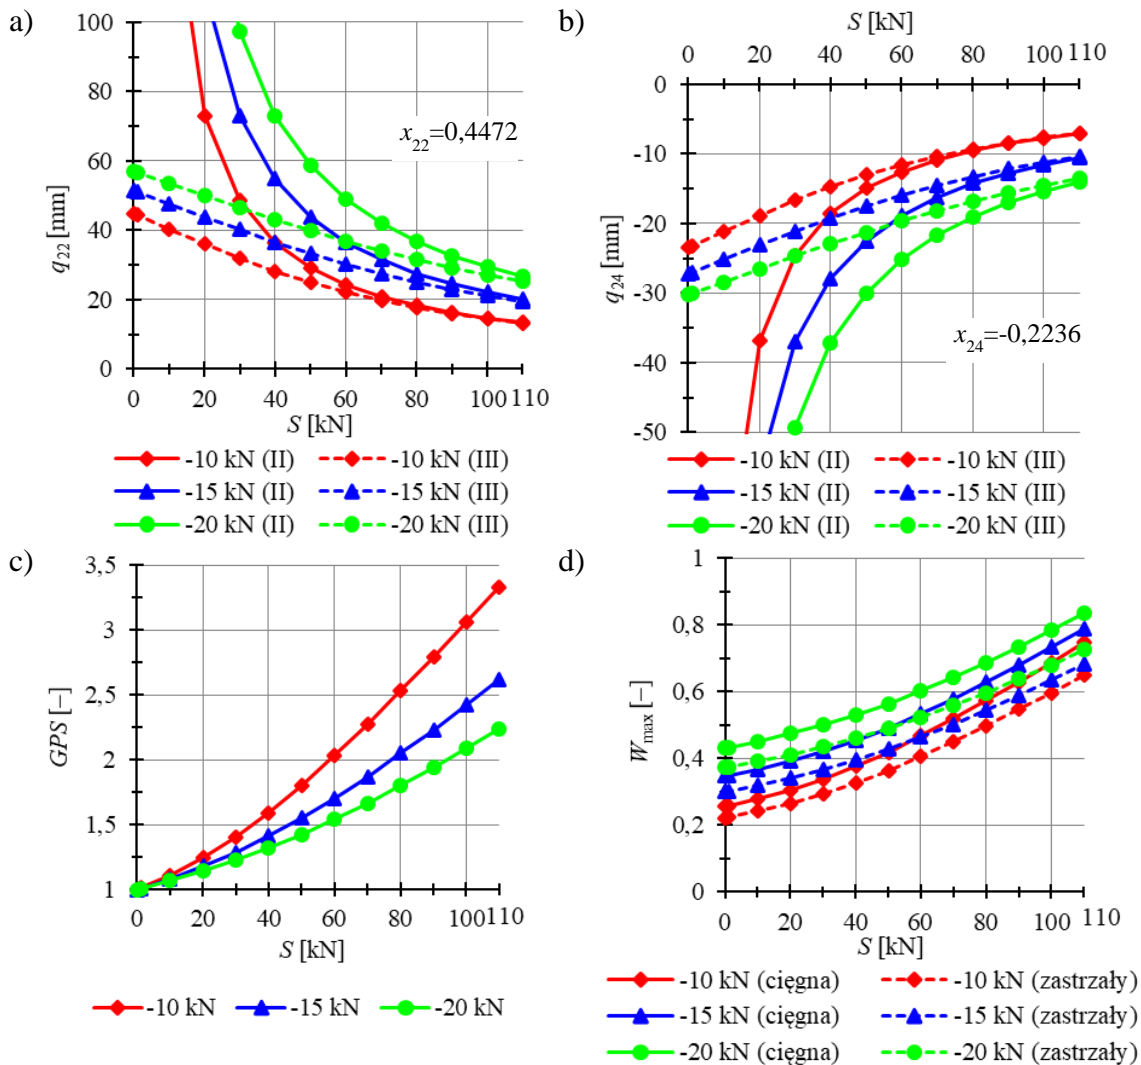 a)
100
80
60
40
20
0
q22 [mm]
x22=0,4472
0 20 40 60 80 100 110
S [kN]
-10 kN (II) -10 kN (III)
-15 kN (II) -15 kN (III)
-20 kN (II) -20 kN (III)
b)
S [kN]
0 20 40 60 80 100 110
0
-10
-20
-30
-40
-50
q24 [mm]
x24=-0,2236
-10 kN (II) -10 kN (III)
-15 kN (II) -15 kN (III)
-20 kN (II) -20 kN (III)
c)
3,5
3
2,5
2
1,5
1
GPS [–]
0 20 40 60 80 100 110
S [kN]
-10 kN -15 kN -20 kN
d)
1
0,8
0,6
0,4
0,2
0
Wmax [–]
0 20 40 60 80 100 110
S [kN]
-10 kN (cięgna) -10 kN (zastrzały)
-15 kN (cięgna) -15 kN (zastrzały)
-20 kN (cięgna) -20 kN (zastrzały)